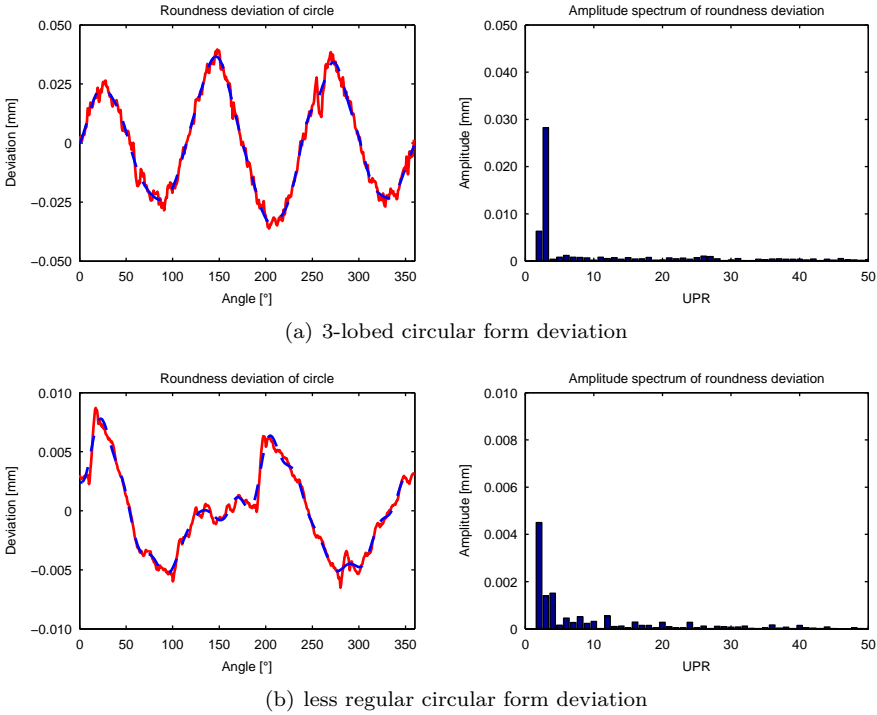 Roundness deviation of circle
Deviation [mm]
0.050
0.025
0
−0.025
−0.050
0 50 100 150 200 250 300 350
Angle [°]
Amplitude spectrum of roundness deviation
Amplitude [mm]
0.050
0.040
0.030
0.020
0.010
0
0 10 20 30 40 50
UPR
(a) 3-lobed circular form deviation
Roundness deviation of circle
Deviation [mm]
0.010
0.005
0
−0.005
−0.010
0 50 100 150 200 250 300 350
Angle [°]
Amplitude spectrum of roundness deviation
Amplitude [mm]
0.010
0.008
0.006
0.004
0.002
0
0 10 20 30 40 50
UPR
(b) less regular circular form deviation